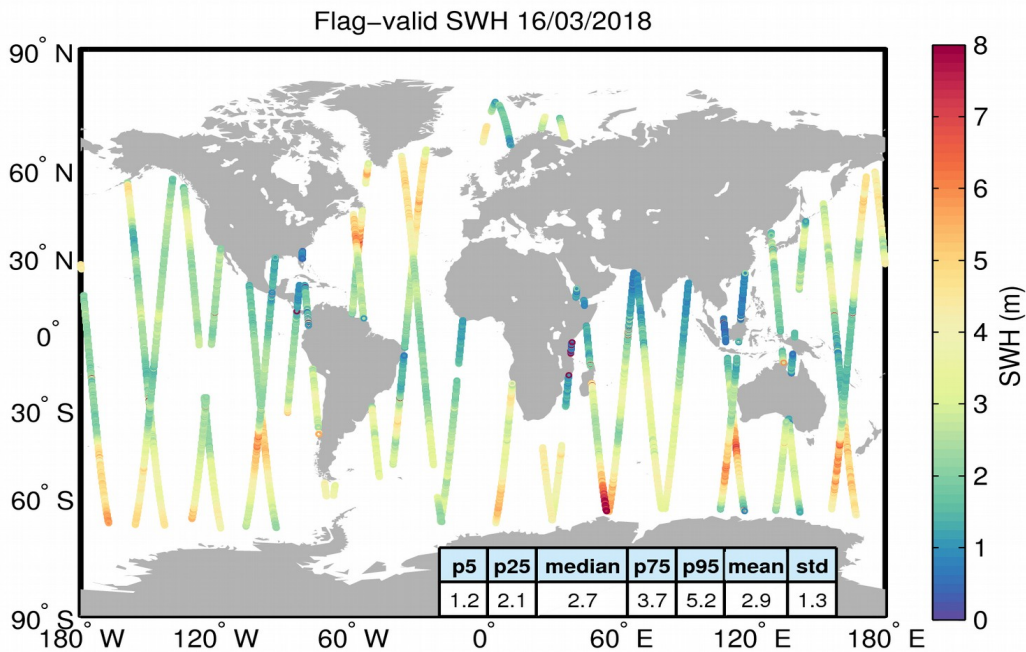 Flag−valid SWH 16/03/2018
90° N
60° N
30° N
0°
30° S
60° S
90° S
180° W
120° W
60° W
0°
60° E
120° E
180° E
p5 p25 median p75 p95 mean std
1.2 2.1 2.7 3.7 5.2 2.9 1.3
8
7
6
5
4
3
2
1
0
SWH (m)